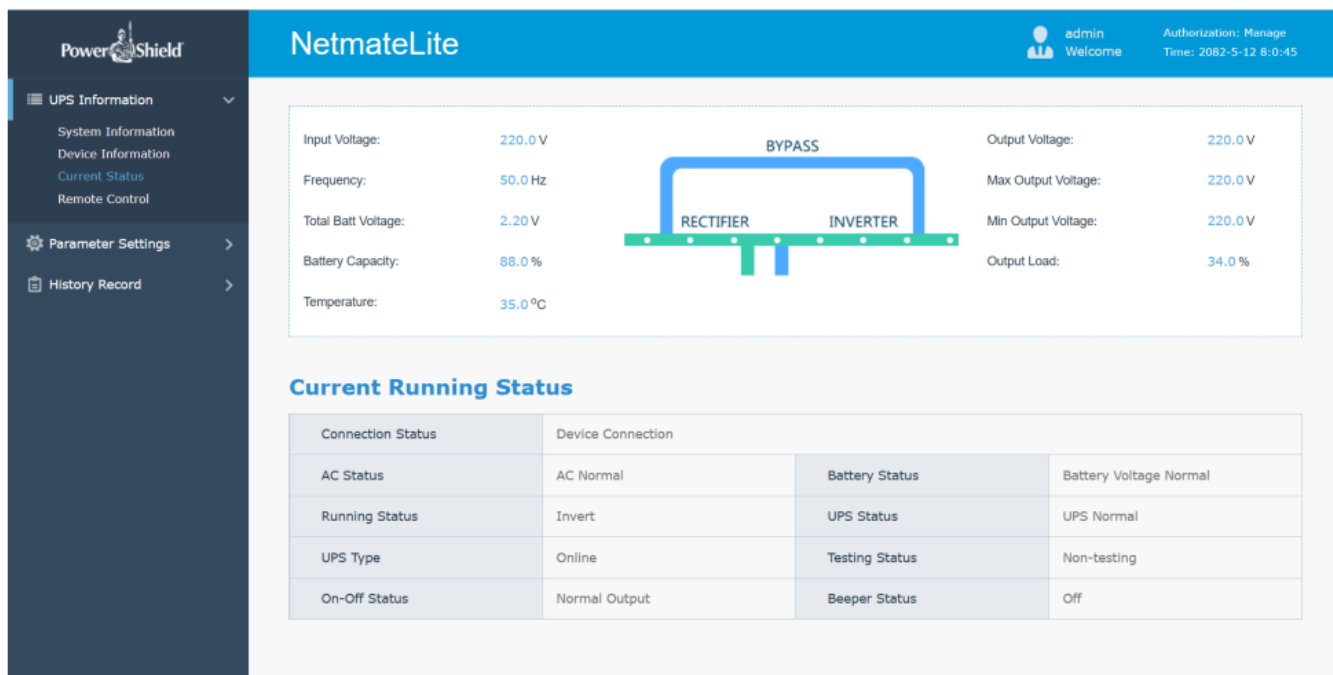 PowerShield
NetmateLite
admin
Welcome
Authorization: Manage
Time: 2082-5-12 8:0:45
UPS Information
System Information
Device Information
Current Status
Remote Control
Parameter Settings
History Record
Input Voltage: 220.0 V
Frequency: 50.0 Hz
Total Batt Voltage: 2.20 V
Battery Capacity: 88.0 %
Temperature: 35.0 ºC
BYPASS
RECTIFIER INVERTER
Output Voltage: 220.0 V
Max Output Voltage: 220.0 V
Min Output Voltage: 220.0 V
Output Load: 34.0 %
Current Running Status
Connection Status Device Connection
AC Status AC Normal Battery Status Battery Voltage Normal
Running Status Invert UPS Status UPS Normal
UPS Type Online Testing Status Non-testing
On-Off Status Normal Output Beeper Status Off